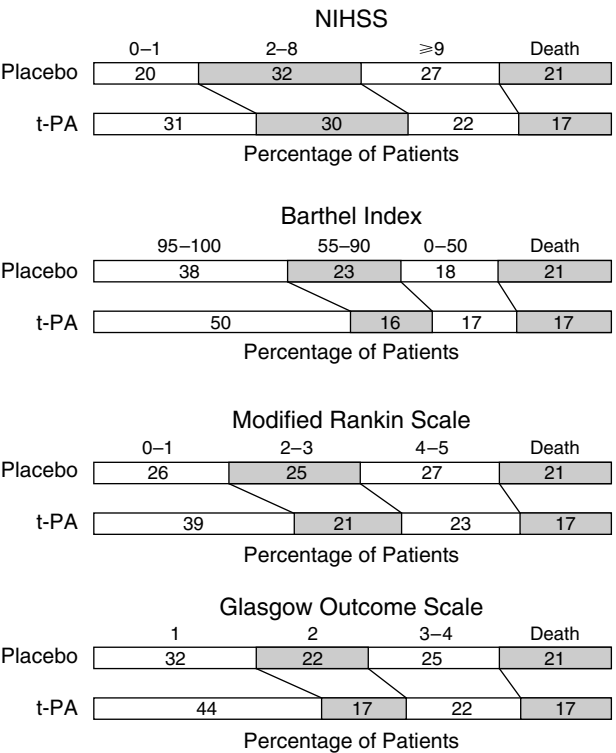 NIHSS
0–1 2–8 ≥9 Death
Placebo 20 32 27 21
t-PA 31 30 22 17
Percentage of Patients
Barthel Index
95–100 55–90 0–50 Death
Placebo 38 23 18 21
t-PA 50 16 17 17
Percentage of Patients
Modified Rankin Scale
0–1 2–3 4–5 Death
Placebo 26 25 27 21
t-PA 39 21 23 17
Percentage of Patients
Glasgow Outcome Scale
1 2 3–4 Death
Placebo 32 22 25 21
t-PA 44 17 22 17
Percentage of Patients